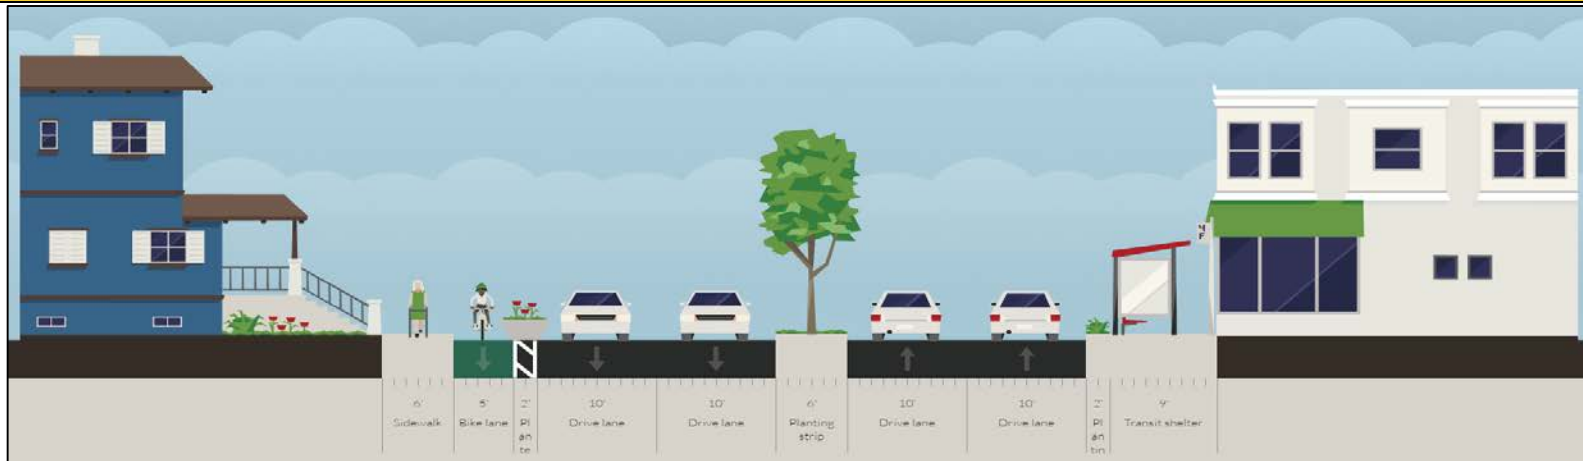 6' 5' 2' 10' 10' 6' 10' 10' 2' 9'
Sidewalk Bike lane Pl Drive lane Drive lane Planting Drive lane Drive lane Pl Transit shelter
an strip an
te tin